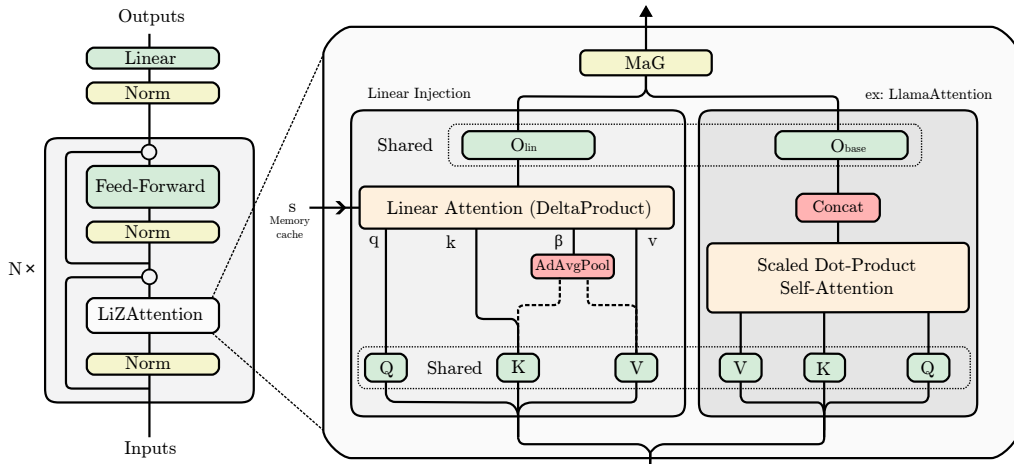 Outputs
Linear
Norm
Feed-Forward
Norm
N×
LiZAttention
Norm
Inputs
MaG
Linear Injection
ex: LlamaAttention
Shared
Olin
Obase
s
Memory
cache
Linear Attention (DeltaProduct)
Concat
q
k
β
v
AdAvgPool
Scaled Dot-Product
Self-Attention
Q
Shared
K
V
V
K
Q